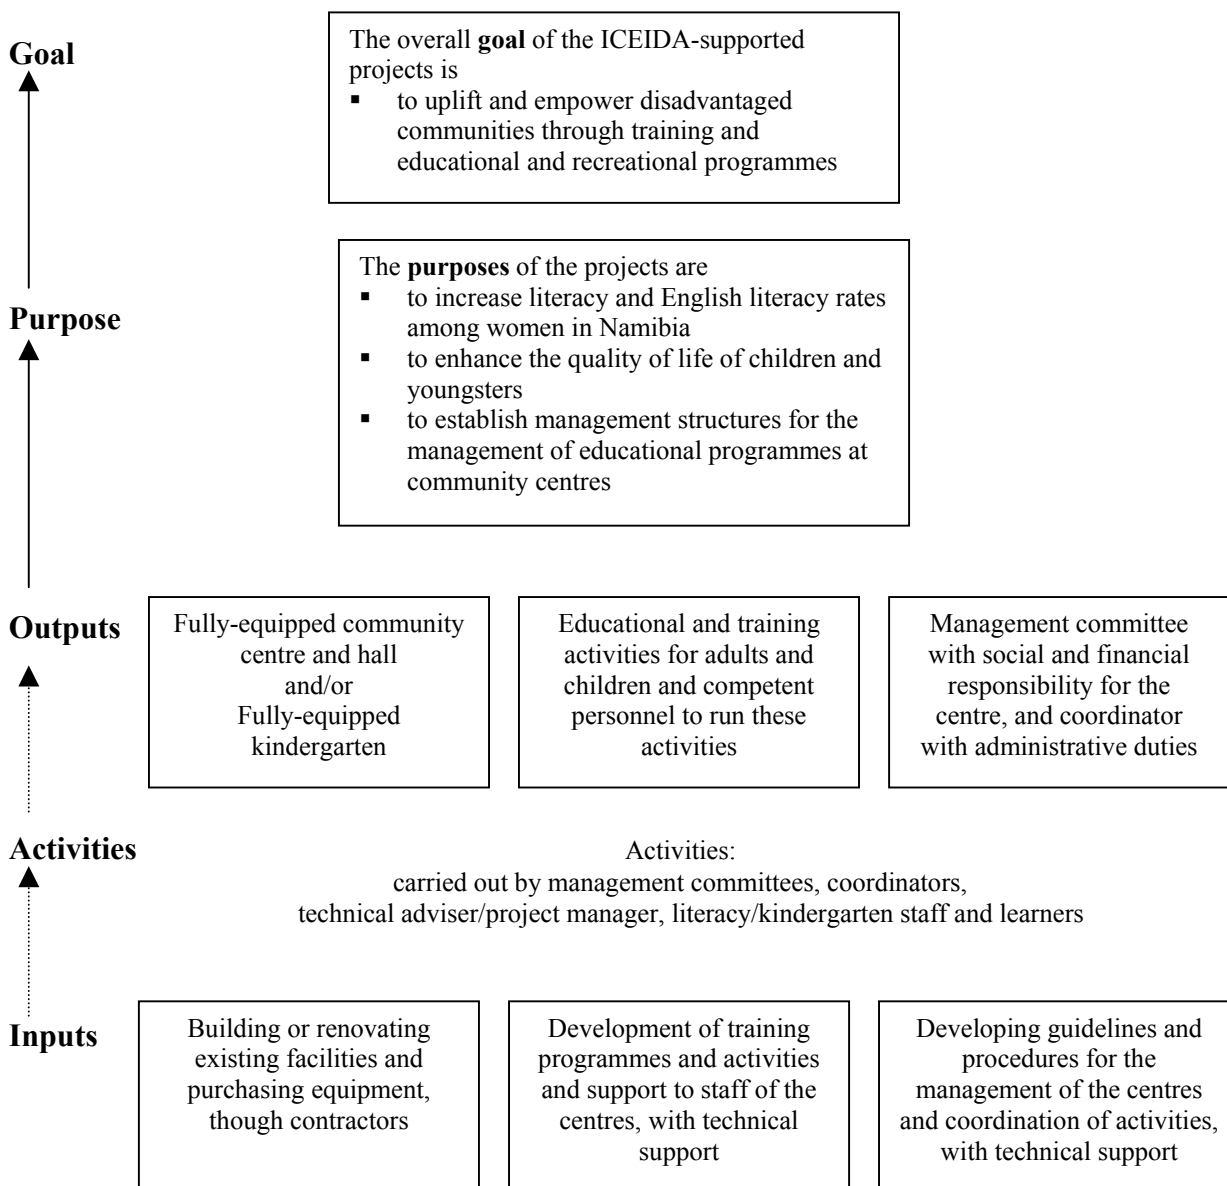 Goal
The overall goal of the ICEIDA-supported
projects is
▪ to uplift and empower disadvantaged
communities through training and
educational and recreational programmes
Purpose
The purposes of the projects are
▪ to increase literacy and English literacy rates
among women in Namibia
▪ to enhance the quality of life of children and
youngsters
▪ to establish management structures for the
management of educational programmes at
community centres
Outputs
Fully-equipped community
centre and hall
and/or
Fully-equipped
kindergarten
Educational and training
activities for adults and
children and competent
personnel to run these
activities
Management committee
with social and financial
responsibility for the
centre, and coordinator
with administrative duties
Activities
Activities:
carried out by management committees, coordinators,
technical adviser/project manager, literacy/kindergarten staff and learners
Inputs
Building or renovating
existing facilities and
purchasing equipment,
though contractors
Development of training
programmes and activities
and support to staff of the
centres, with technical
support
Developing guidelines and
procedures for the
management of the centres
and coordination of activities,
with technical support